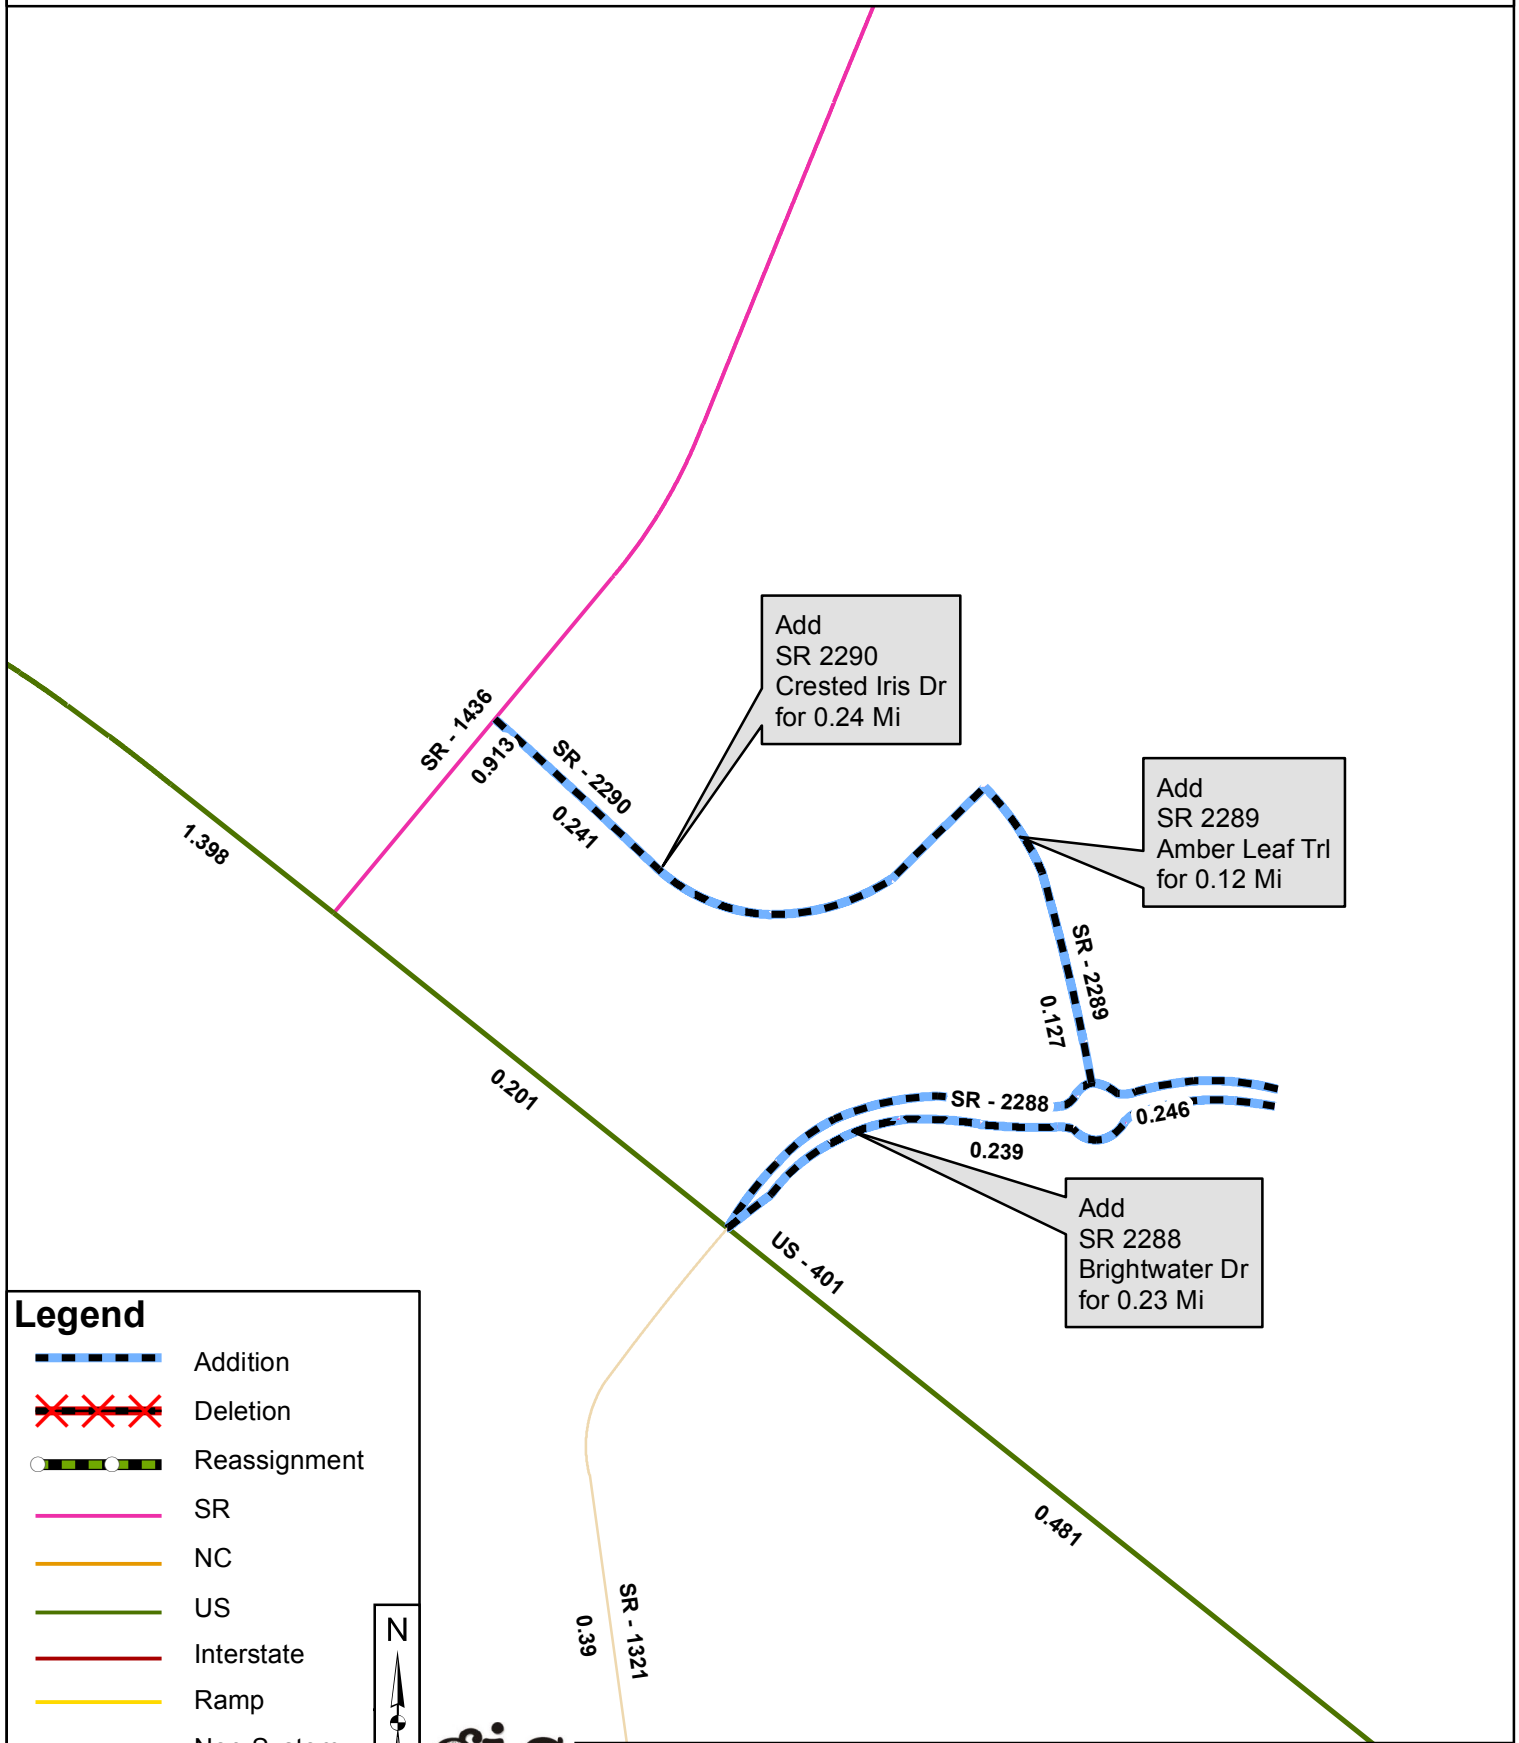 Add
SR 2290
Crested Iris Dr
for 0.24 Mi
SR - 1436
0.913
SR - 2290
0.241
Add
SR 2289
Amber Leaf Trl
for 0.12 Mi
1.398
SR - 2289
0.127
0.201
SR - 2288
0.246
0.239
Add
SR 2288
Brightwater Dr
for 0.23 Mi
US - 401
0.481
SR - 1321
0.39
Legend
Addition
Deletion
Reassignment
SR
NC
US
Interstate
Ramp
N